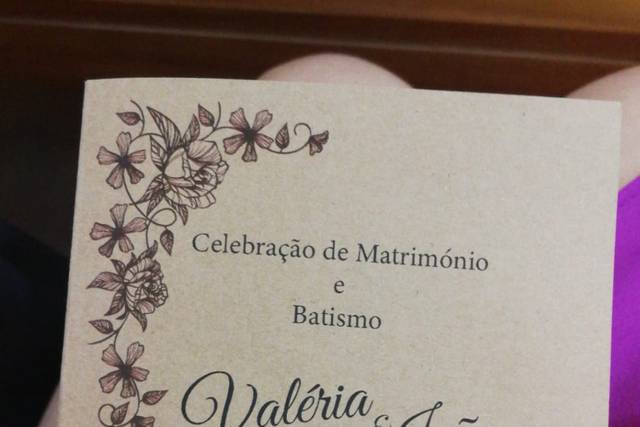 Celebração de Matrimónio
e
Batismo
Valéria